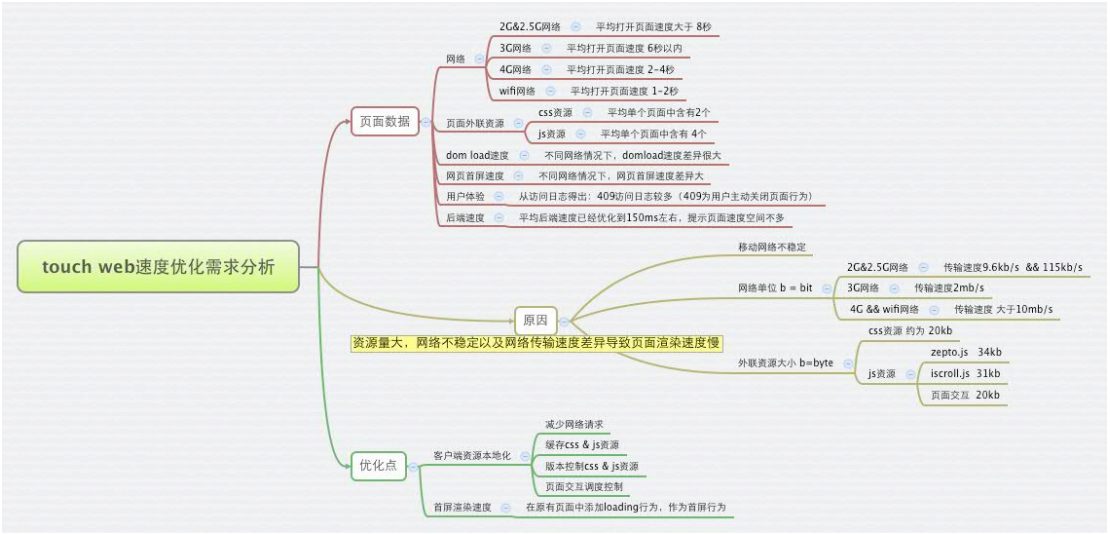 touch web速度优化需求分析
页面数据
网络
2G&2.5G网络 平均打开页面速度大于 8秒
3G网络 平均打开页面速度 6秒以内
4G网络 平均打开页面速度 2-4秒
wifi网络 平均打开页面速度 1-2秒
页面外联资源
css资源 平均单个页面中含有2个
js资源 平均单个页面中含有 4个
dom load速度 不同网络情况下，domload速度差异很大
网页首屏速度 不同网络情况下，网页首屏速度差异大
用户体验 从访问日志得出：409访问日志较多（409为用户主动关闭页面行为）
后端速度 平均后端速度已经优化到150ms左右，提示页面速度空间不多
原因
资源量大，网络不稳定以及网络传输速度差异导致页面渲染速度慢
移动网络不稳定
网络单位 b = bit
2G&2.5G网络 传输速度9.6kb/s && 115kb/s
3G网络 传输速度2mb/s
4G && wifi网络 传输速度 大于10mb/s
外联资源大小 b=byte
css资源 约为 20kb
js资源
zepto.js 34kb
iscroll.js 31kb
页面交互 20kb
优化点
客户端资源本地化
减少网络请求
缓存css & js资源
版本控制css & js资源
页面交互调度控制
首屏渲染速度 在原有页面中添加loading行为，作为首屏行为